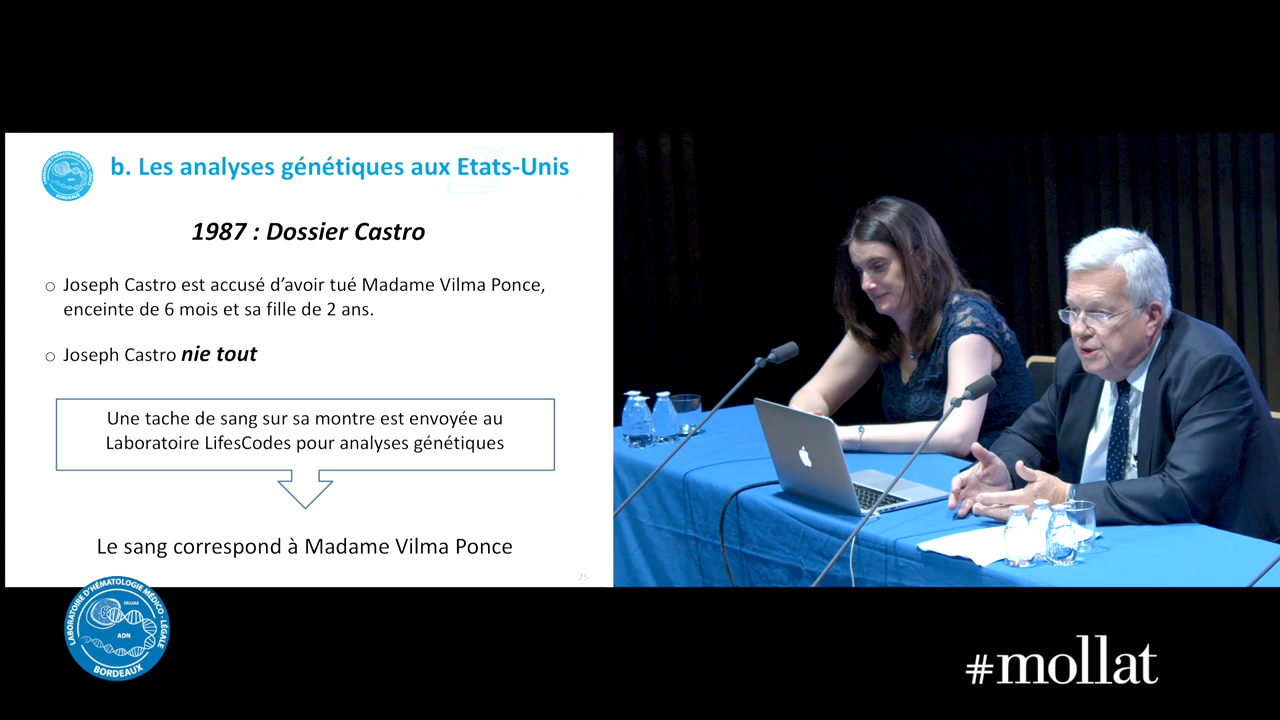 b. Les analyses génétiques aux Etats-Unis
1987 : Dossier Castro
o Joseph Castro est accusé d’avoir tué Madame Vilma Ponce,
enceinte de 6 mois et sa fille de 2 ans.
o Joseph Castro nie tout
Une tache de sang sur sa montre est envoyée au
Laboratoire LifesCodes pour analyses génétiques
Le sang correspond à Madame Vilma Ponce
25
LABORATOIRE D'HÉMATOLOGIE MÉDICO-LÉGALE
ADN
BORDEAUX
#mollat